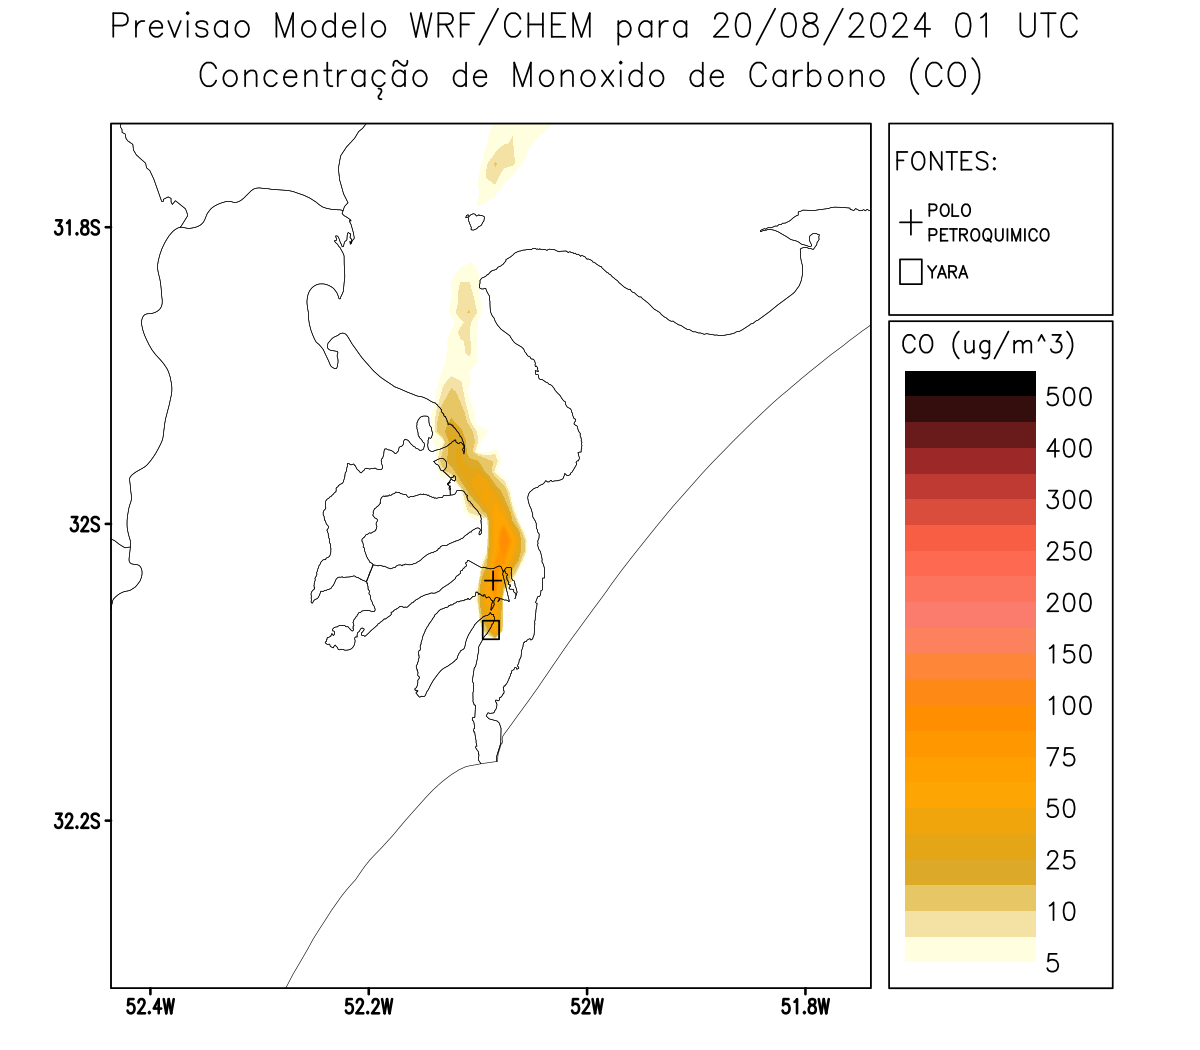 Previsao Modelo WRF/CHEM para 20/08/2024 01 UTC
Concentração de Monoxido de Carbono (CO)
FONTES:
POLO
PETROQUIMICO
YARA
31.8S
32S
32.2S
52.4W
52.2W
52W
51.8W
CO (ug/m^3)
500
400
300
250
200
150
100
75
50
25
10
5